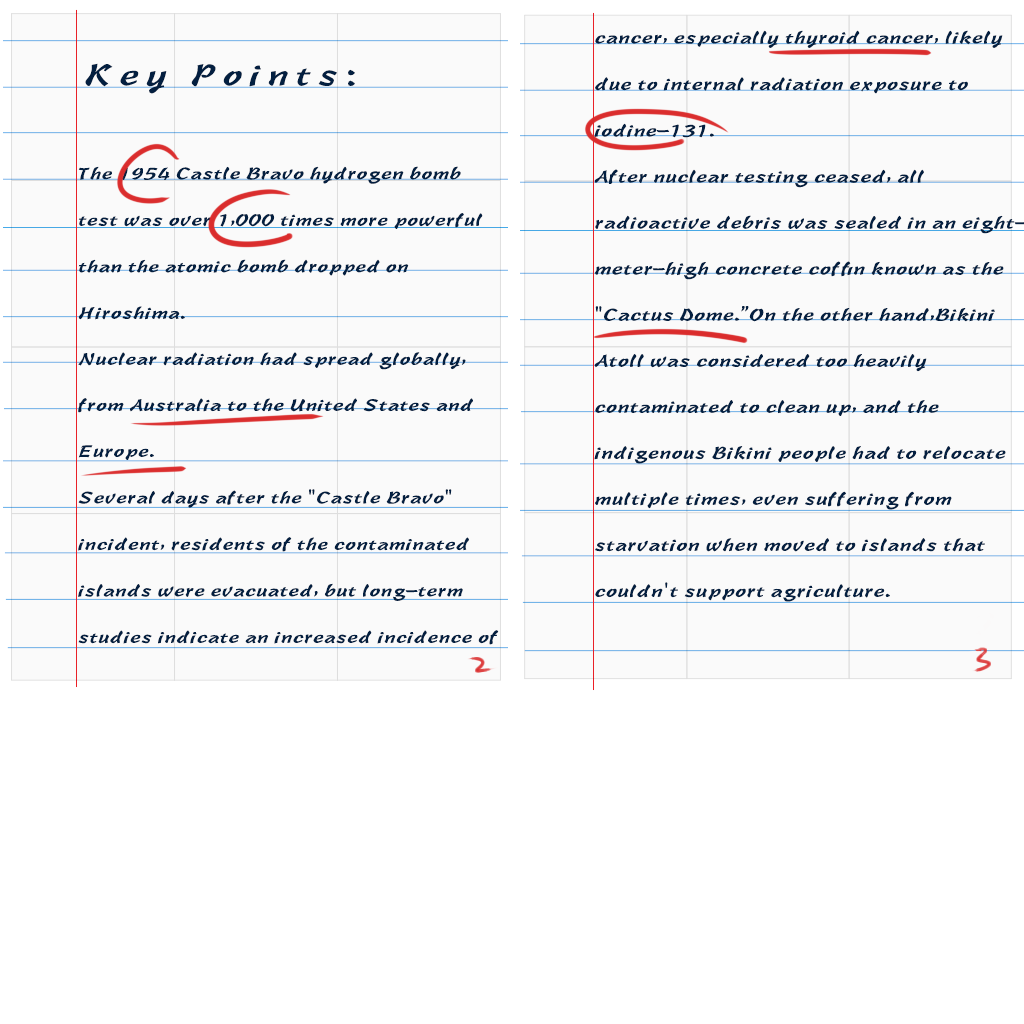 Key Points:
The 1954 Castle Bravo hydrogen bomb
test was over 1,000 times more powerful
than the atomic bomb dropped on
Hiroshima.
Nuclear radiation had spread globally,
from Australia to the United States and
Europe.
Several days after the "Castle Bravo"
incident, residents of the contaminated
islands were evacuated, but long-term
studies indicate an increased incidence of
2
cancer, especially thyroid cancer, likely
due to internal radiation exposure to
iodine-131.
After nuclear testing ceased, all
radioactive debris was sealed in an eight-
meter-high concrete coffin known as the
"Cactus Dome.”On the other hand,Bikini
Atoll was considered too heavily
contaminated to clean up, and the
indigenous Bikini people had to relocate
multiple times, even suffering from
starvation when moved to islands that
couldn't support agriculture.
3